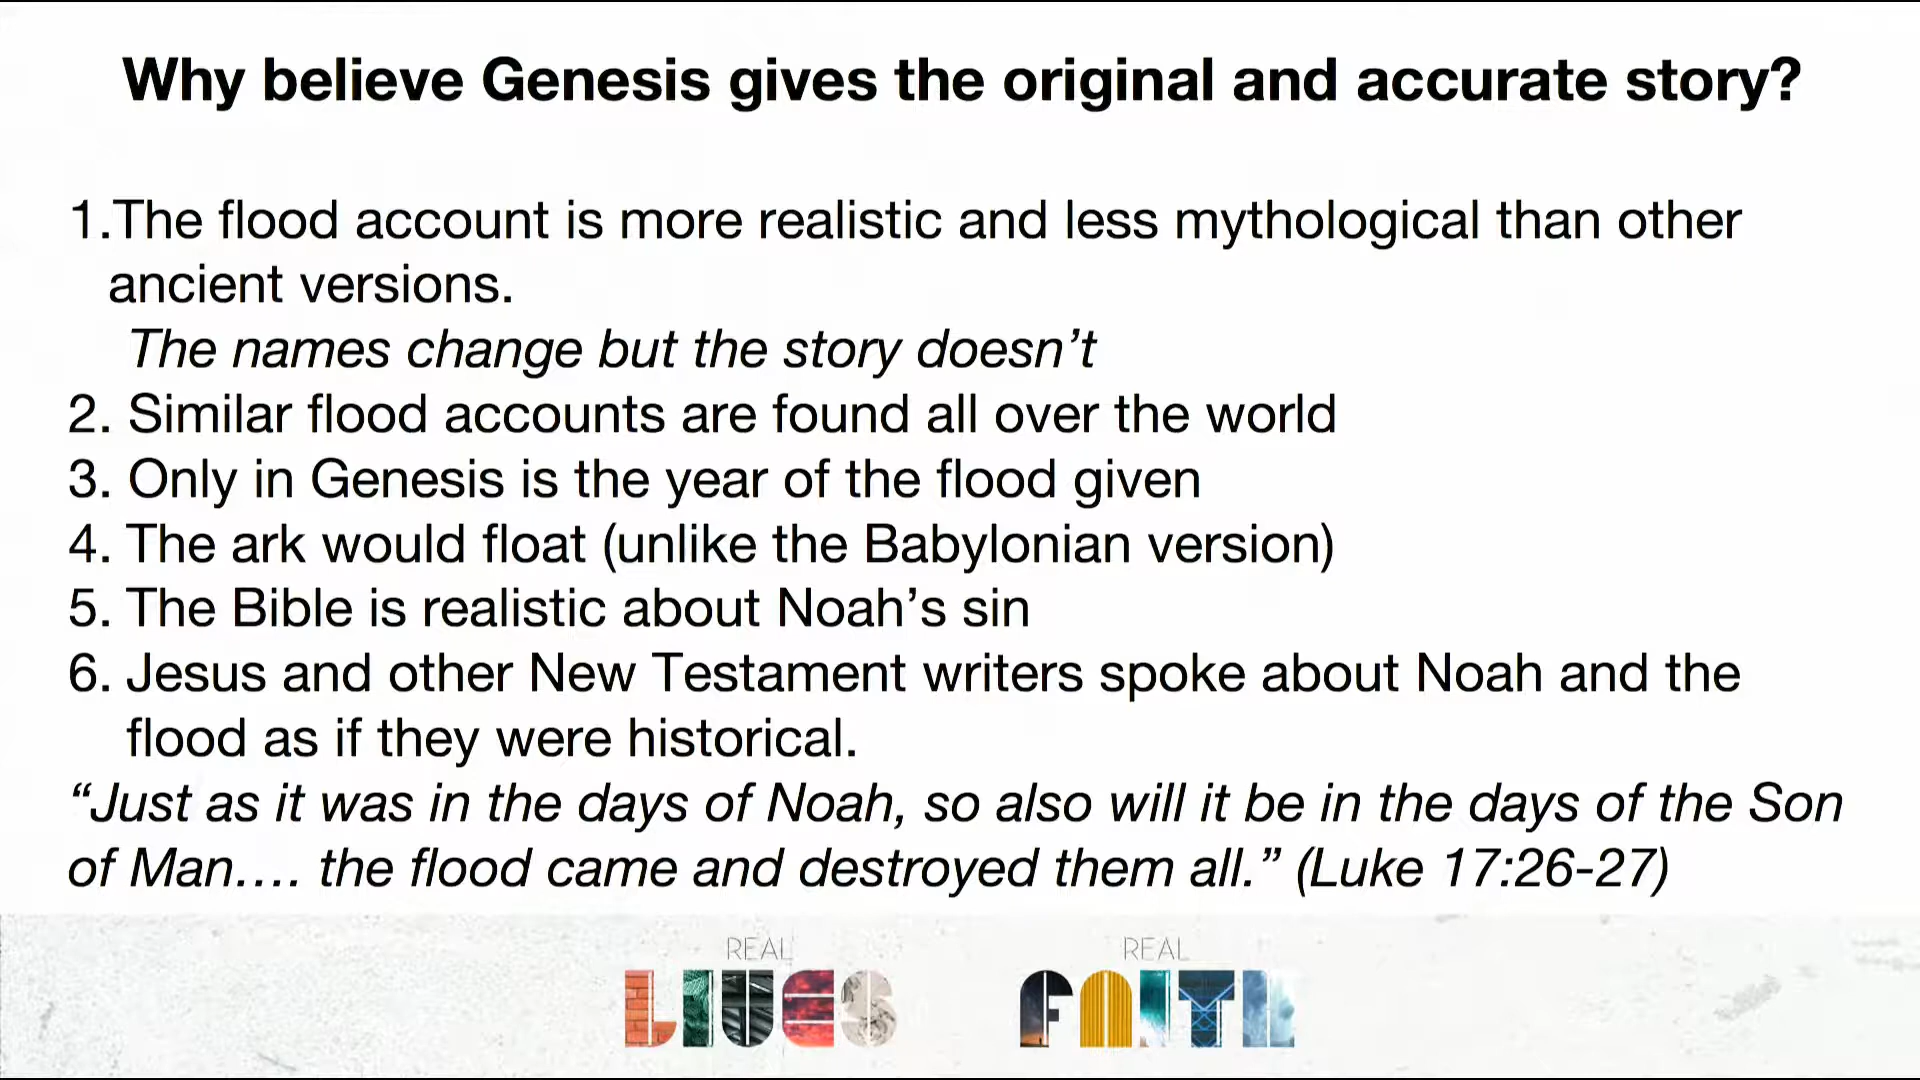 Why believe Genesis gives the original and accurate story?
1.The flood account is more realistic and less mythological than other
ancient versions.
The names change but the story doesn’t
2. Similar flood accounts are found all over the world
3. Only in Genesis is the year of the flood given
4. The ark would float (unlike the Babylonian version)
5. The Bible is realistic about Noah’s sin
6. Jesus and other New Testament writers spoke about Noah and the
flood as if they were historical.
“Just as it was in the days of Noah, so also will it be in the days of the Son
of Man…. the flood came and destroyed them all.” (Luke 17:26-27)
REAL REAL
LIVES FAITH